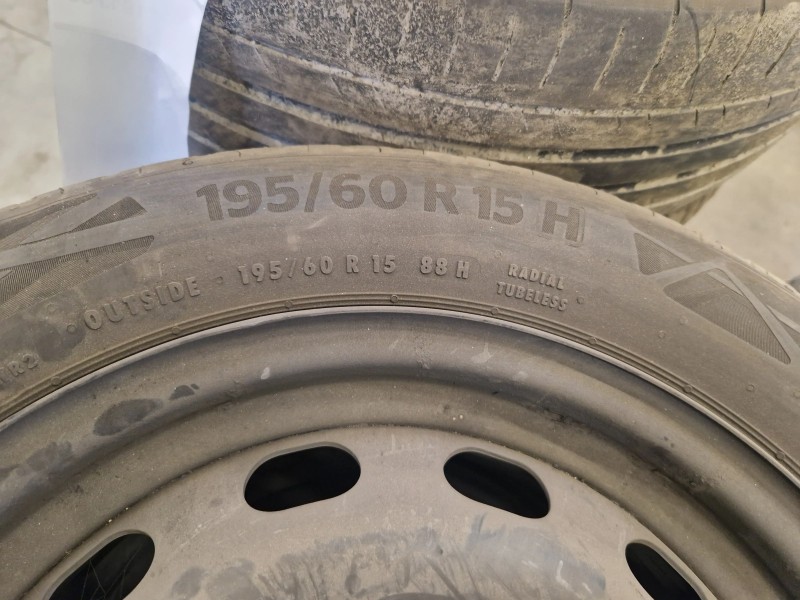 195/60 R 15 H
OUTSIDE · 195/60 R 15 88 H RADIAL
TUBELESS